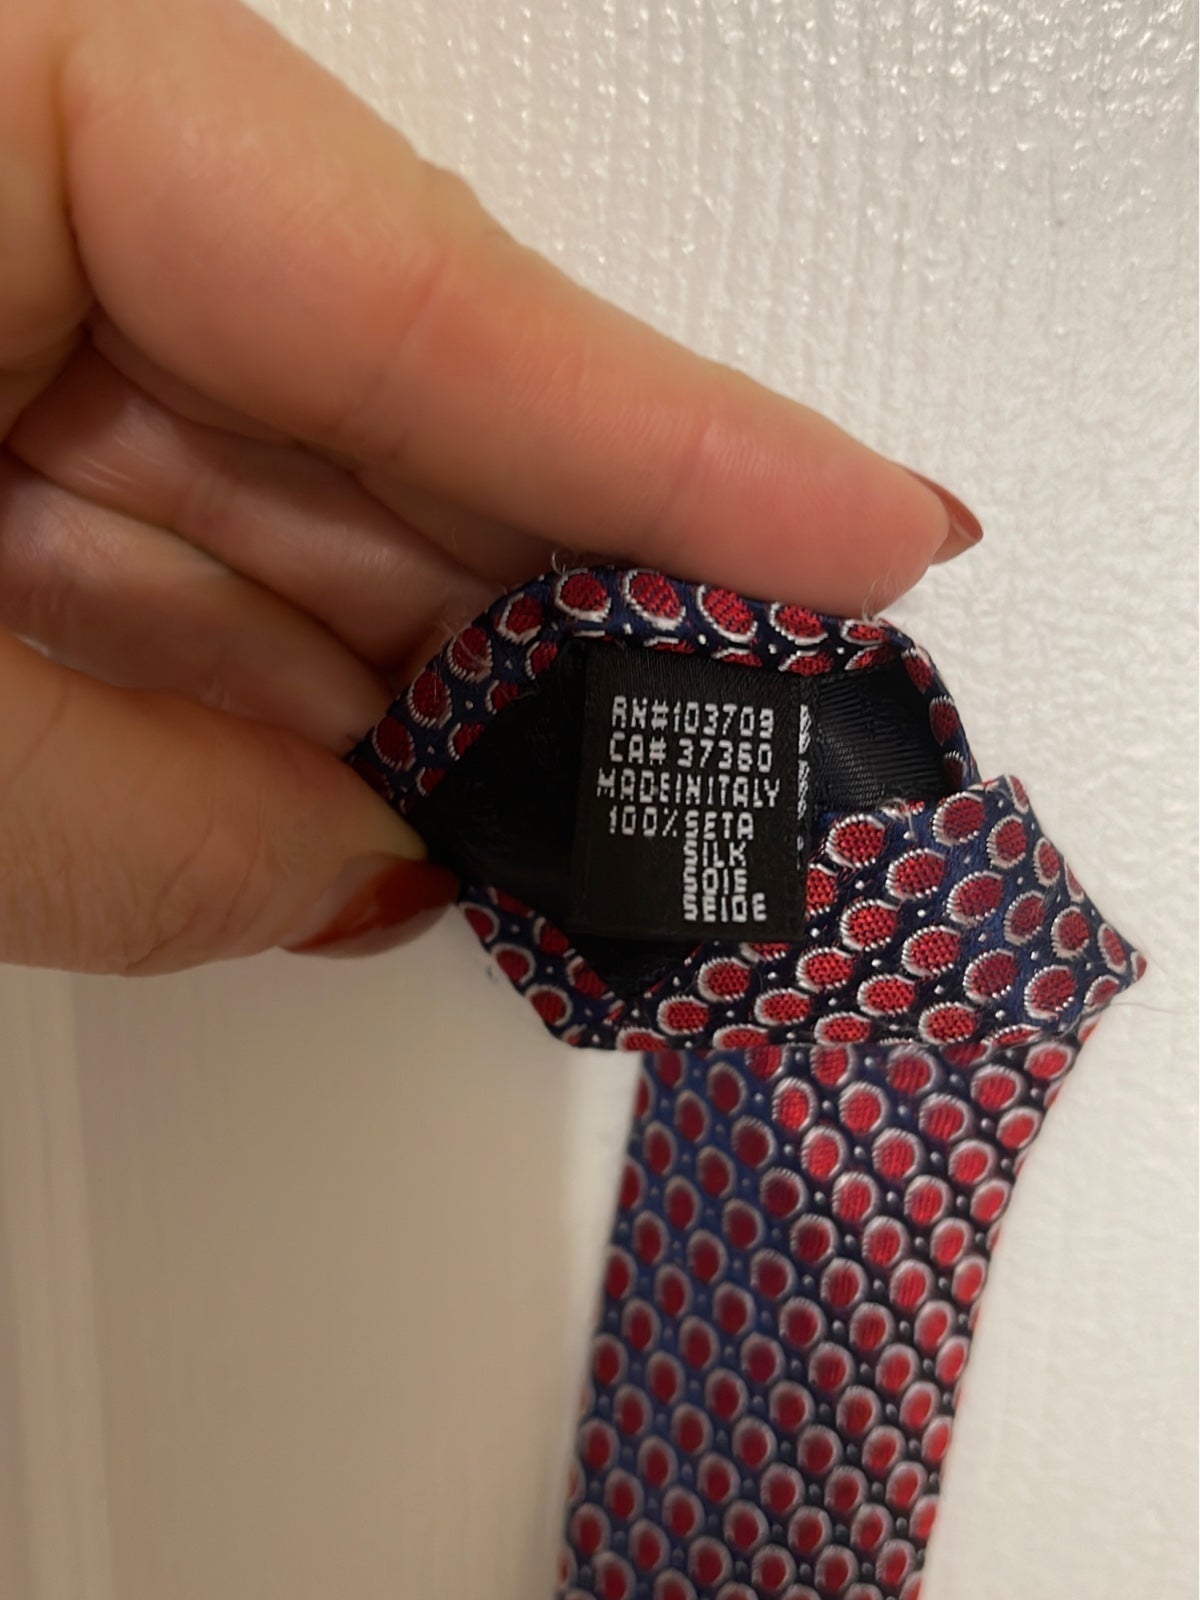 RN#103709
CA# 37360
MADE IN ITALY
100% SETA
SILK
SOIE
SEIDE